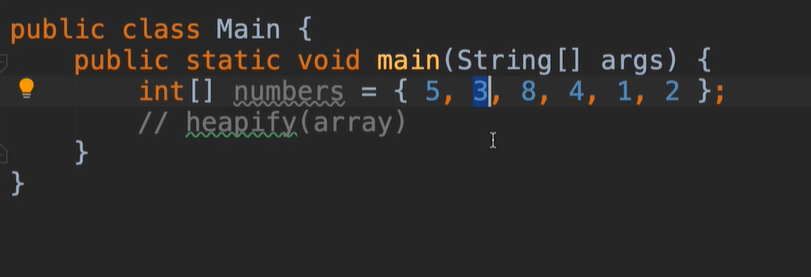 public class Main {
public static void main(String[] args) {
int[] numbers = { 5, 3, 8, 4, 1, 2 };
// heapify(array)
}
}